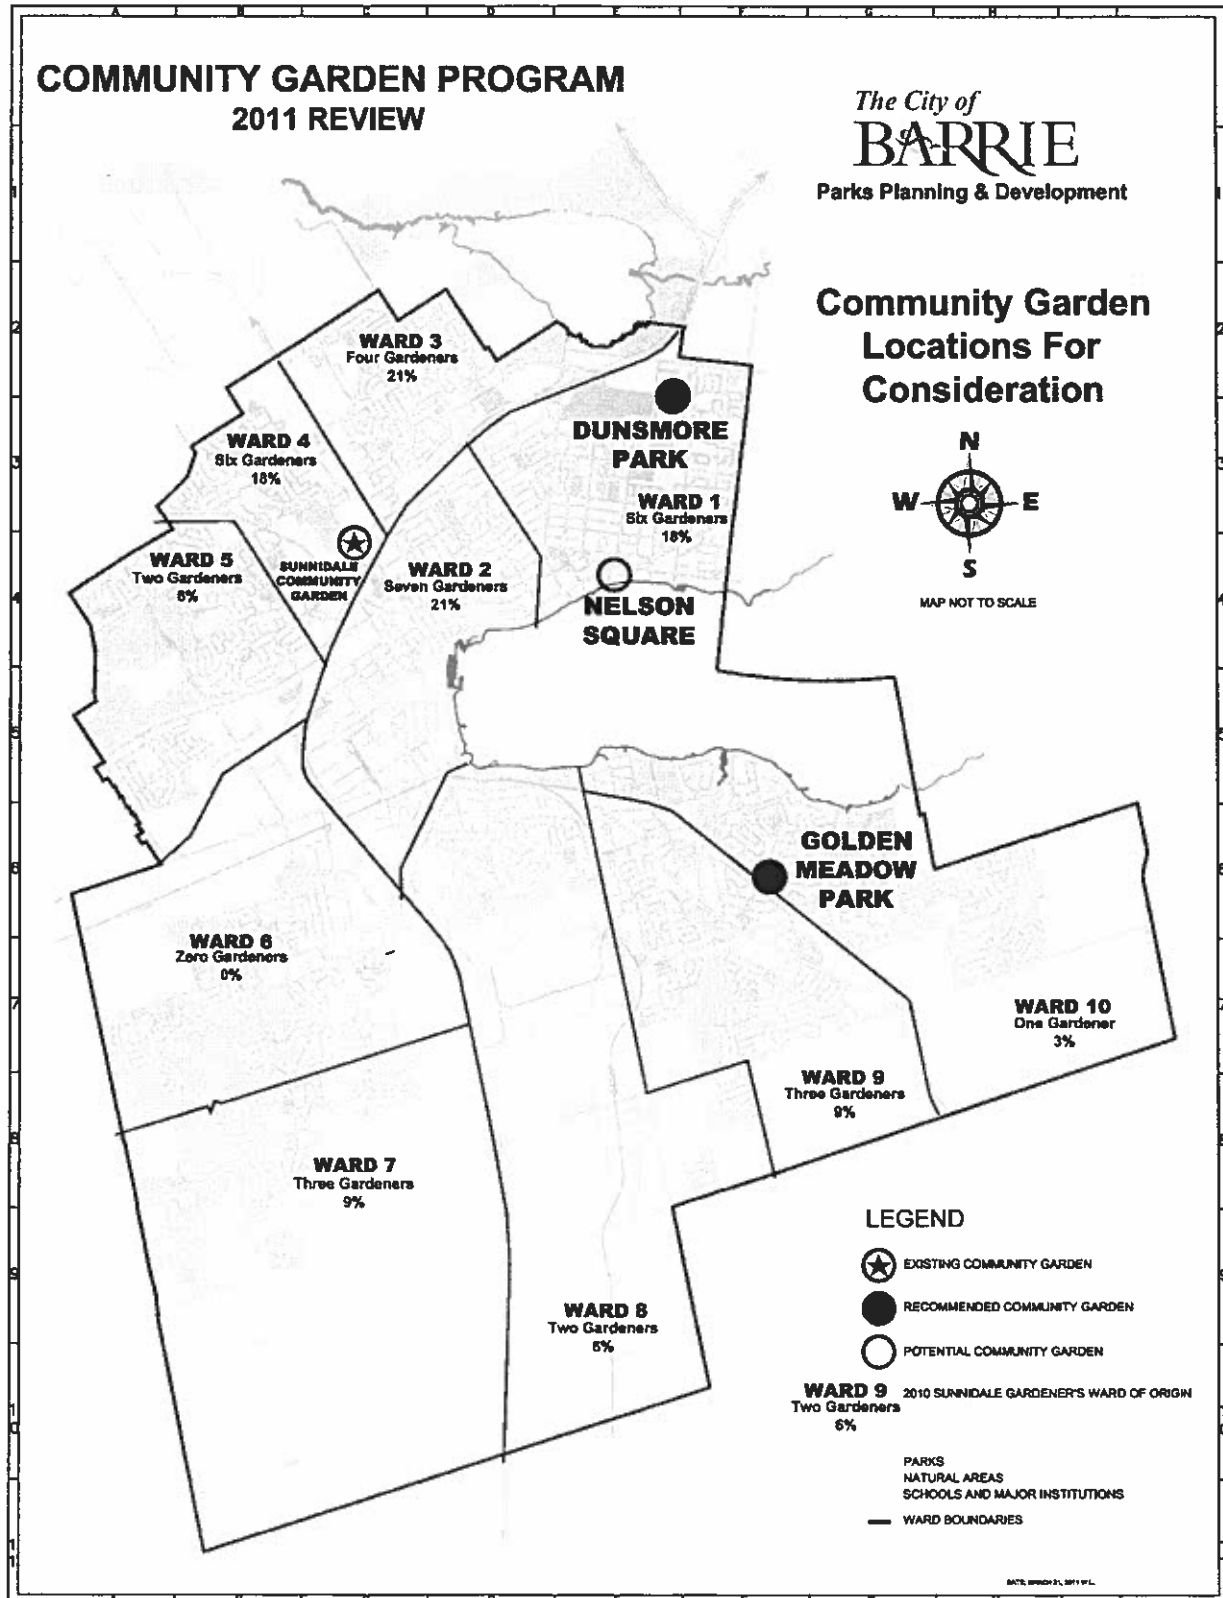 COMMUNITY GARDEN PROGRAM
2011 REVIEW
The City of
BARRIE
Parks Planning & Development
Community Garden
Locations For
Consideration
N
W
E
S
MAP NOT TO SCALE
WARD 3
Four Gardeners
21%
WARD 4
Six Gardeners
18%
DUNSMORE
PARK
WARD 1
Six Gardeners
18%
WARD 5
Two Gardeners
6%
SUNNIDALE
COMMUNITY
GARDEN
WARD 2
Seven Gardeners
21%
NELSON
SQUARE
GOLDEN
MEADOW
PARK
WARD 6
Zero Gardeners
0%
WARD 10
One Gardener
3%
WARD 9
Three Gardeners
9%
WARD 7
Three Gardeners
9%
WARD 8
Two Gardeners
6%
LEGEND
EXISTING COMMUNITY GARDEN
RECOMMENDED COMMUNITY GARDEN
POTENTIAL COMMUNITY GARDEN
WARD 9
Two Gardeners
6%
2010 SUNNIDALE GARDENER'S WARD OF ORIGIN
PARKS
NATURAL AREAS
SCHOOLS AND MAJOR INSTITUTIONS
WARD BOUNDARIES